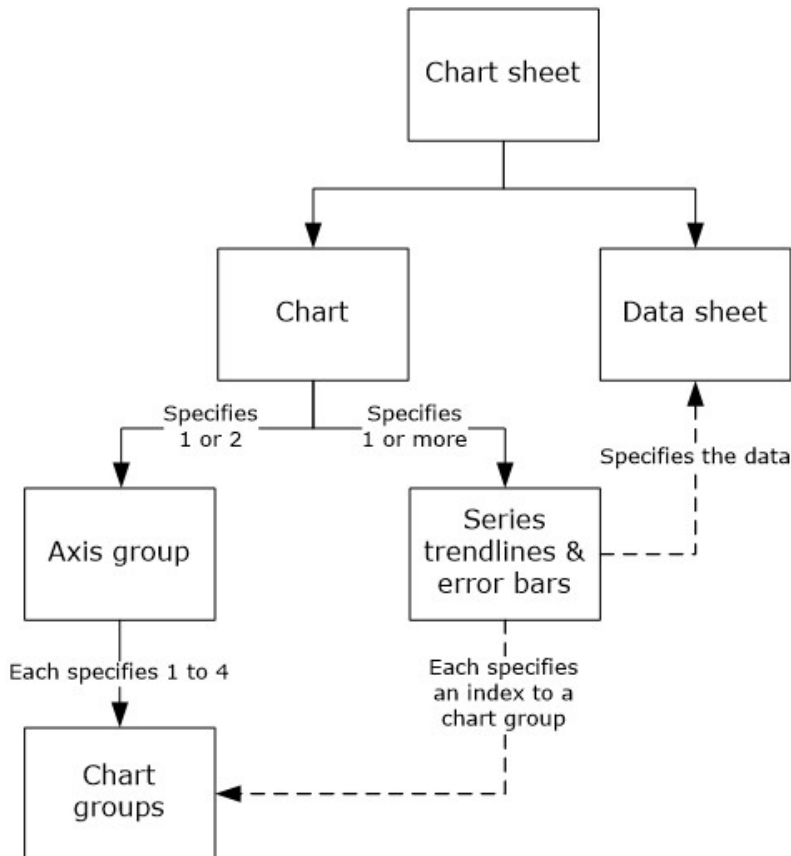 Chart sheet
Chart
Data sheet
Specifies
1 or 2
Specifies
1 or more
Specifies the data
Axis group
Series
trendlines &
error bars
Each specifies 1 to 4
Each specifies
an index to a
chart group
Chart
groups